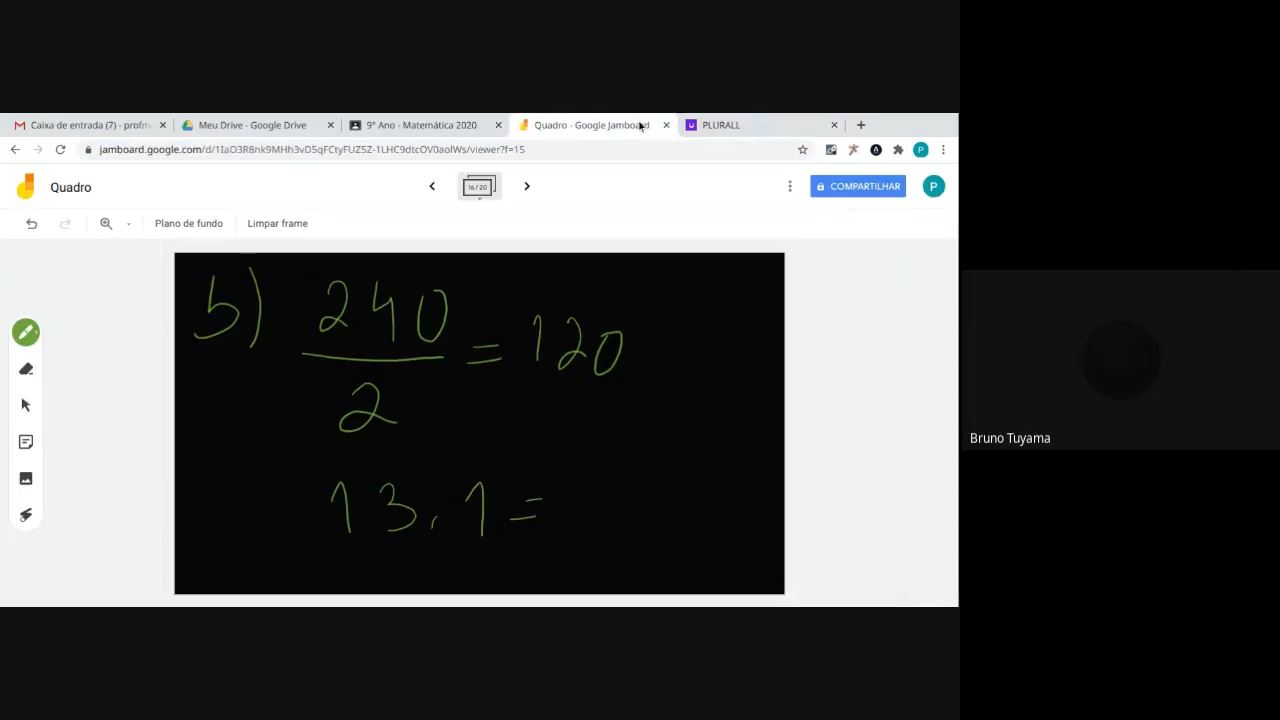 Caixa de entrada (7) - profm
Meu Drive - Google Drive
9° Ano - Matemática 2020
Quadro - Google Jamboard
PLURALL
jamboard.google.com/d/1IaO3R8nk9MHh3vD5qFCtyFUZ5Z-1LHC9dtcOV0aolWs/viewer?f=15
P
Quadro
16 / 20
COMPARTILHAR
P
Plano de fundo
Limpar frame
b) 240/2 = 120
13.1 =
Bruno Tuyama